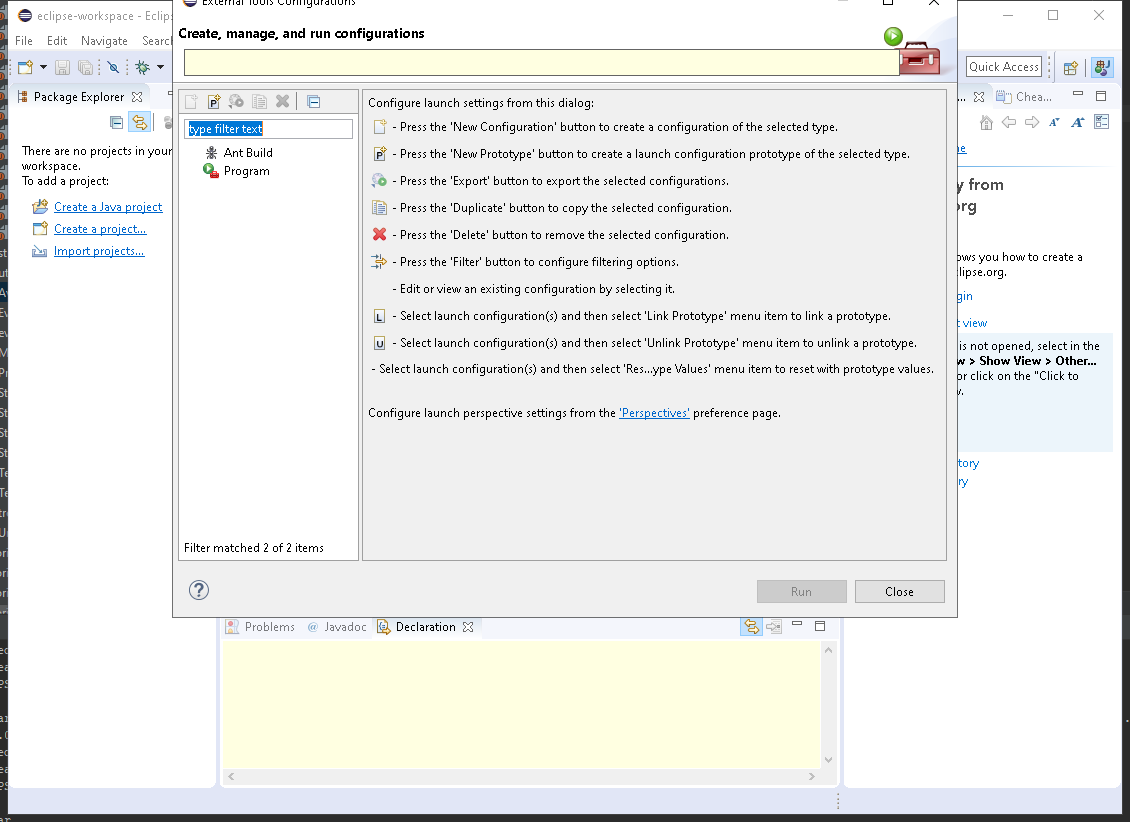 eclipse-workspace - Eclips
External Tools Configurations
File Edit Navigate Search
Create, manage, and run configurations
Quick Access
Package Explorer
... Chea...
There are no projects in your
workspace.
To add a project:
Create a Java project
Create a project...
Import projects...
type filter text
Ant Build
Program
Filter matched 2 of 2 items
Configure launch settings from this dialog:
- Press the 'New Configuration' button to create a configuration of the selected type.
- Press the 'New Prototype' button to create a launch configuration prototype of the selected type.
- Press the 'Export' button to export the selected configurations.
- Press the 'Duplicate' button to copy the selected configuration.
- Press the 'Delete' button to remove the selected configuration.
- Press the 'Filter' button to configure filtering options.
- Edit or view an existing configuration by selecting it.
L - Select launch configuration(s) and then select 'Link Prototype' menu item to link a prototype.
U - Select launch configuration(s) and then select 'Unlink Prototype' menu item to unlink a prototype.
- Select launch configuration(s) and then select 'Res...ype Values' menu item to reset with prototype values.
Configure launch perspective settings from the 'Perspectives' preference page.
Run Close
y from
org
ows you how to create a
clipse.org.
gin
t view
is not opened, select in the
w > Show View > Other...
or click on the "Click to
w.
tory
ry
Problems @ Javadoc Declaration